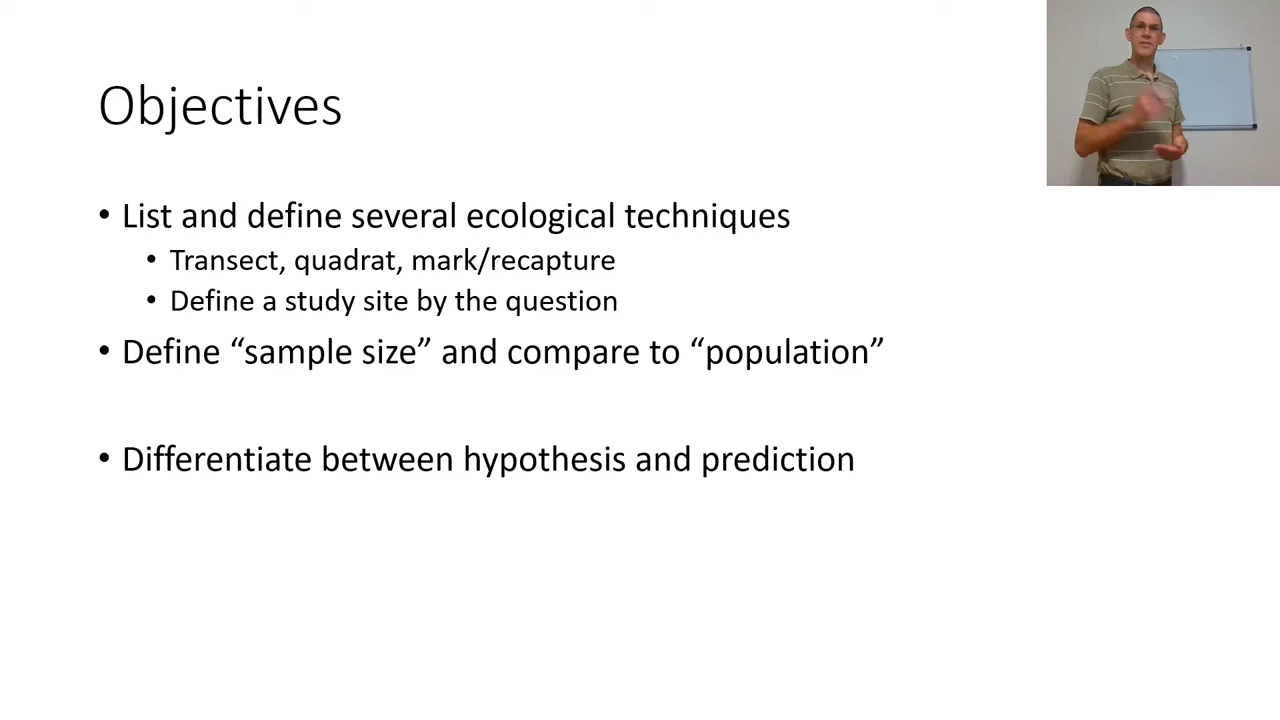 Objectives
• List and define several ecological techniques
• Transect, quadrat, mark/recapture
• Define a study site by the question
• Define “sample size” and compare to “population”
• Differentiate between hypothesis and prediction